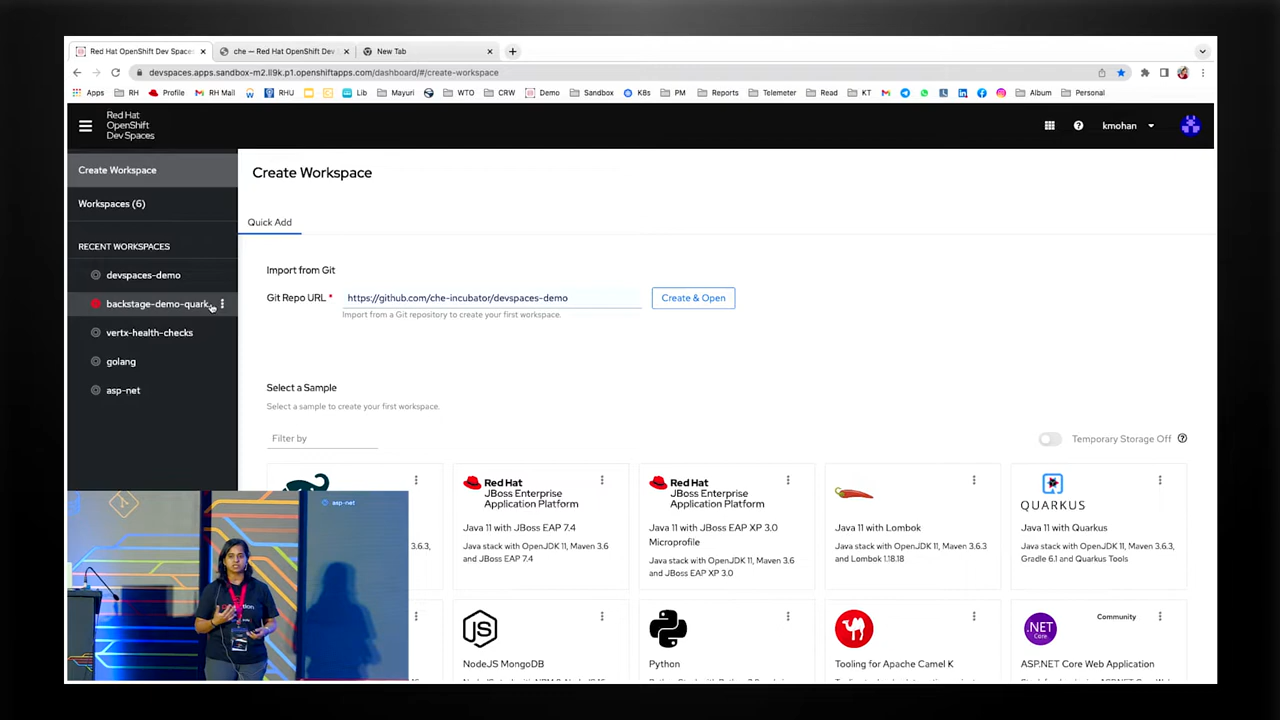 Red Hat OpenShift Dev Spaces
che — Red Hat OpenShift Dev
New Tab
devspaces.apps.sandbox-m2.ll9k.p1.openshiftapps.com/dashboard/#/create-workspace
Apps RH Profile RH Mail Mayuri RHU Lib WTO CRW Demo Sandbox K8s PM Reports Telemeter Read KT Album Personal
Red Hat
OpenShift
Dev Spaces
kmohan
Create Workspace
Workspaces (6)
RECENT WORKSPACES
devspaces-demo
backstage-demo-quark..
vertx-health-checks
golang
asp-net
Create Workspace
Quick Add
Import from Git
Git Repo URL *
https://github.com/che-incubator/devspaces-demo
Create & Open
Import from a Git repository to create your first workspace.
Select a Sample
Select a sample to create your first workspace.
Filter by
Temporary Storage Off
3.6.3,
Red Hat
JBoss Enterprise
Application Platform
Java 11 with JBoss EAP 7.4
Java stack with OpenJDK 11, Maven 3.6
and JBoss EAP 7.4
Red Hat
JBoss Enterprise
Application Platform
Java 11 with JBoss EAP XP 3.0
Microprofile
Java stack with OpenJDK 11, Maven 3.6
and JBoss EAP XP 3.0
Java 11 with Lombok
Java stack with OpenJDK 11, Maven 3.6.3
and Lombok 1.18.18
QUARKUS
Java 11 with Quarkus
Java stack with OpenJDK 11, Maven 3.6.3,
Gradle 6.1 and Quarkus Tools
JS
NodeJS MongoDB
Python
Tooling for Apache Camel K
.NET
Core
Community
ASP.NET Core Web Application
asp-net